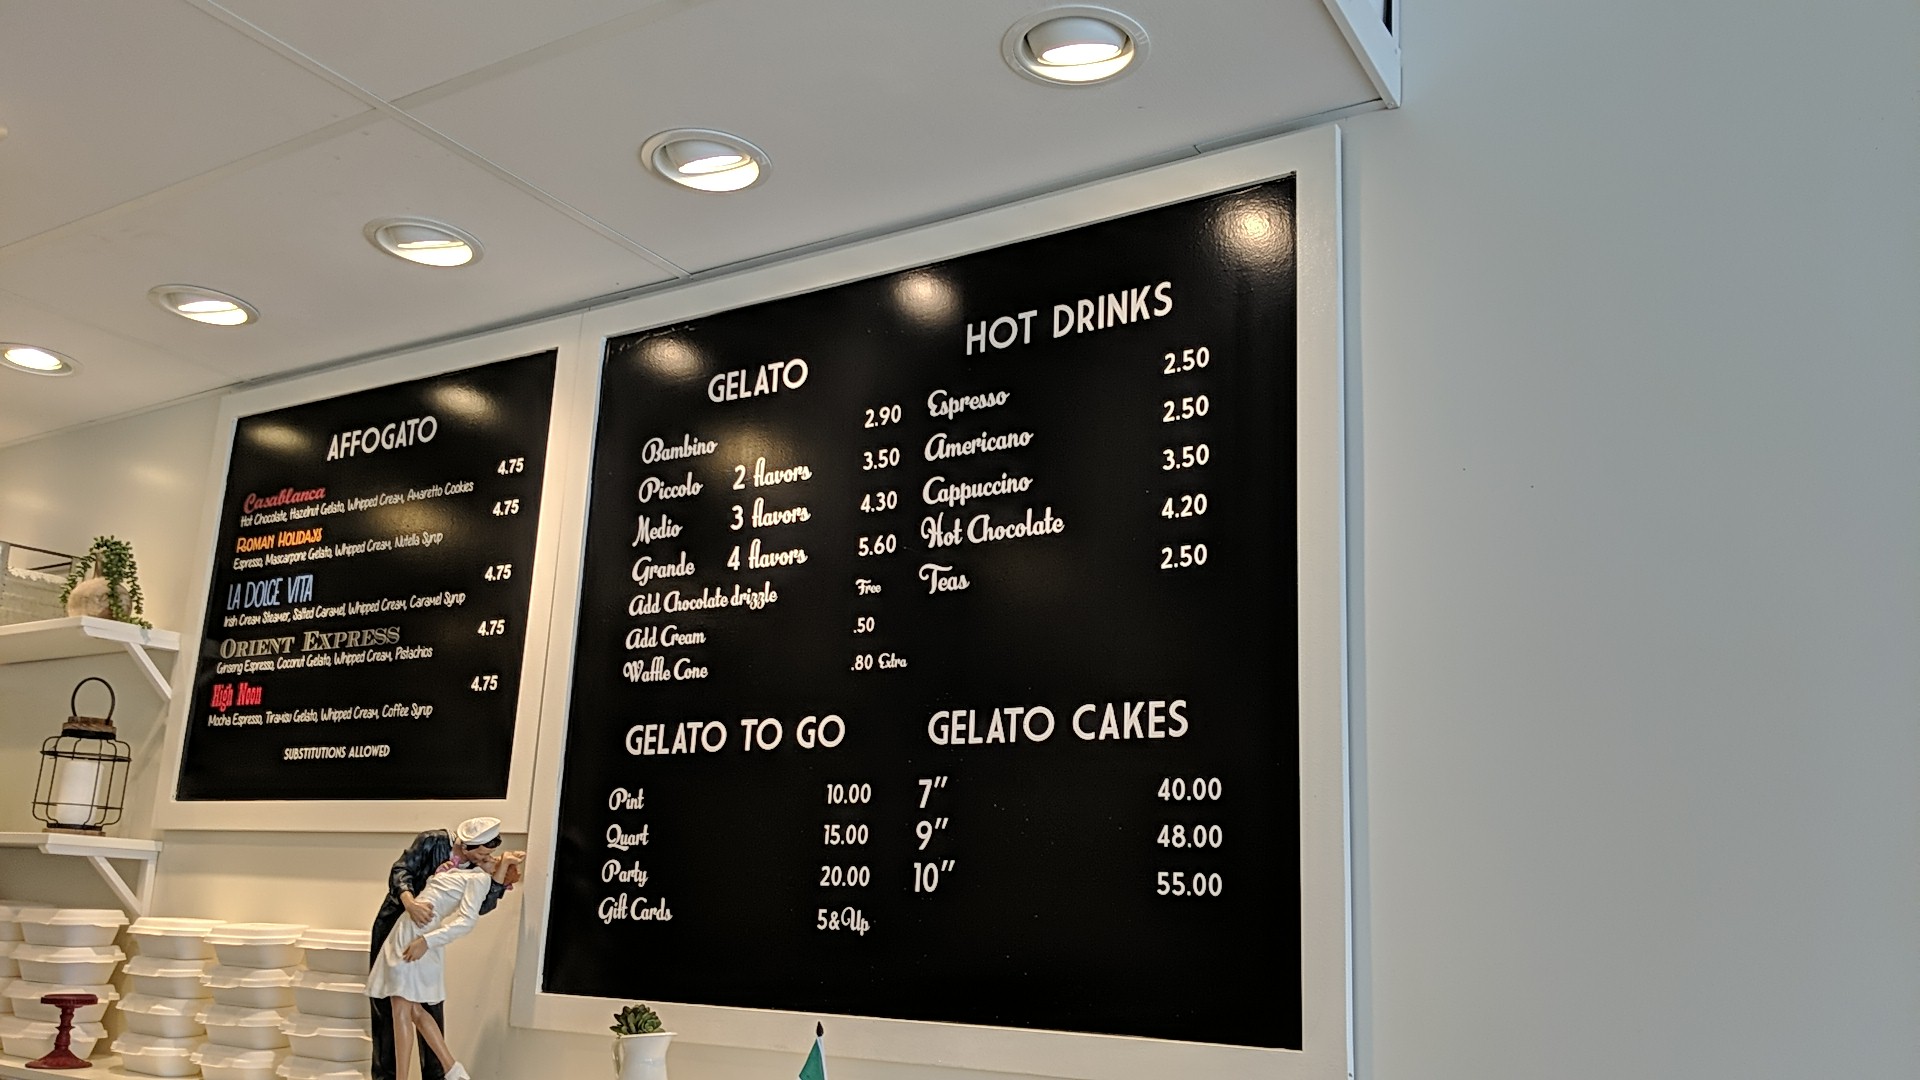 AFFOGATO
Casablanca 4.75
Hot Chocolate, Hazelnut Gelato, Whipped Cream, Amaretto Cookies
ROMAN HOLIDAYS 4.75
Espresso, Mascarpone Gelato, Whipped Cream, Nutella Syrup
LA DOLCE VITA 4.75
Irish Cream Steamer, Salted Caramel, Whipped Cream, Caramel Syrup
ORIENT EXPRESS 4.75
Ginseng Espresso, Coconut Gelato, Whipped Cream, Pistachios
High Noon 4.75
Mocha Espresso, Tiramisu Gelato, Whipped Cream, Coffee Syrup
SUBSTITUTIONS ALLOWED
GELATO
Bambino 2.90
Piccolo 2 flavors 3.50
Medio 3 flavors 4.30
Grande 4 flavors 5.60
Add Chocolate drizzle Free
Add Cream .50
Waffle Cone .80 Extra
HOT DRINKS
Espresso 2.50
Americano 2.50
Cappuccino 3.50
Hot Chocolate 4.20
Teas 2.50
GELATO TO GO
Pint 10.00
Quart 15.00
Party 20.00
Gift Cards 5&Up
GELATO CAKES
7" 40.00
9" 48.00
10" 55.00